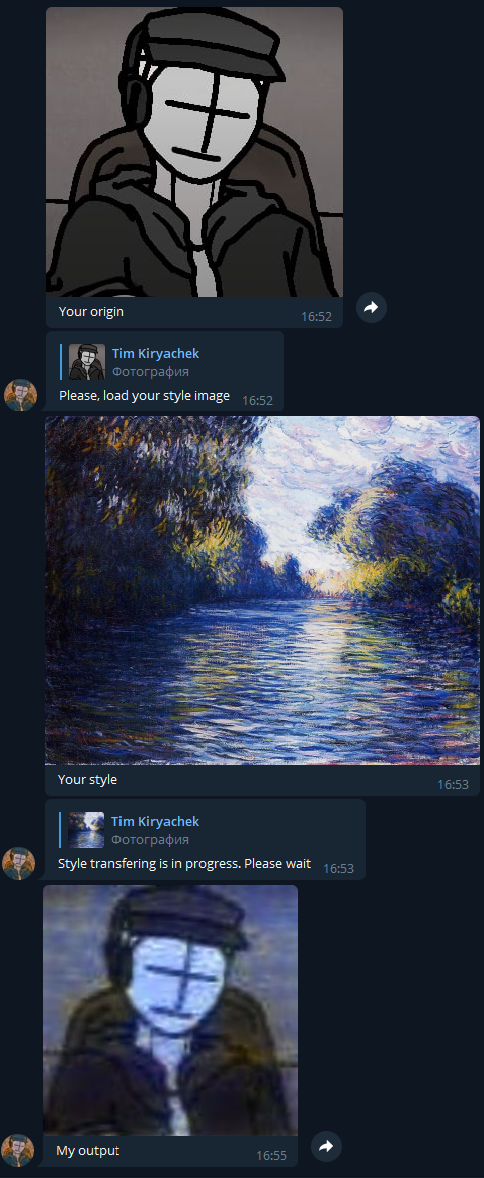 Your origin
16:52
Tim Kiryachek
Фотография
Please, load your style image 16:52
Your style
16:53
Tim Kiryachek
Фотография
Style transfering is in progress. Please wait 16:53
My output 16:55